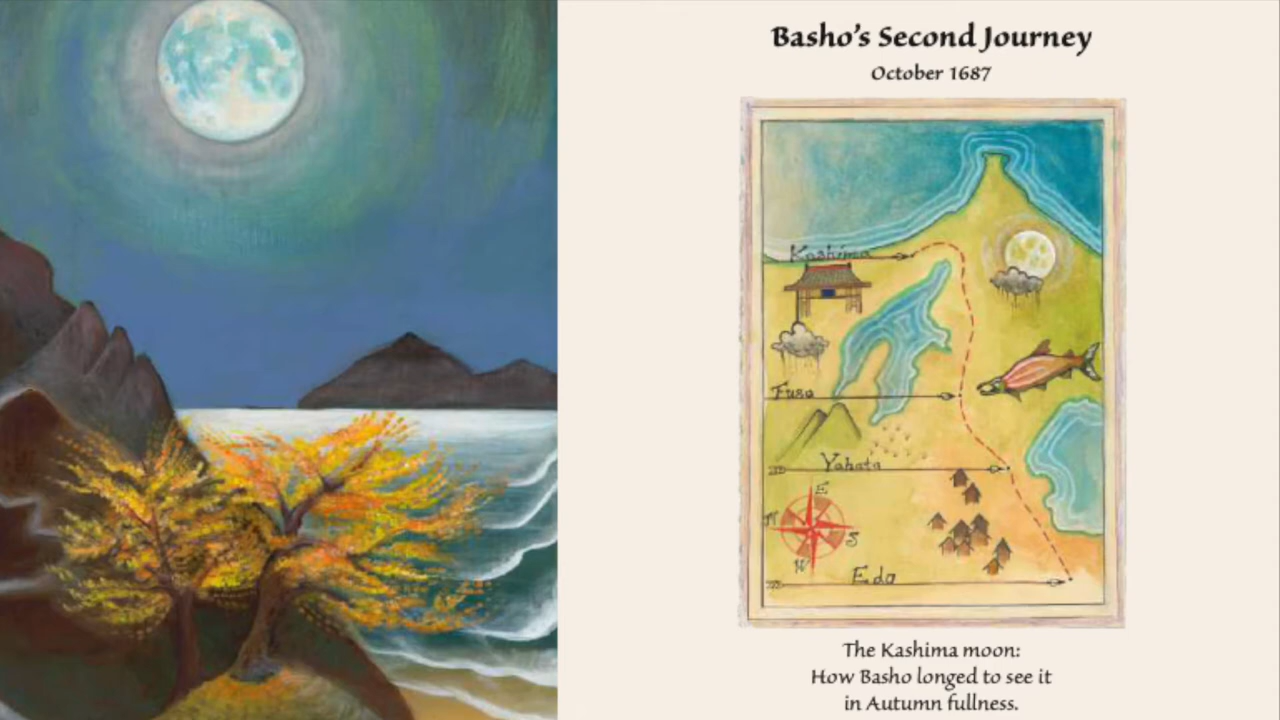 Basho's Second Journey
October 1687
Kashima
Fusa
Yahata
E
N
S
W
Edo
The Kashima moon:
How Basho longed to see it
in Autumn fullness.